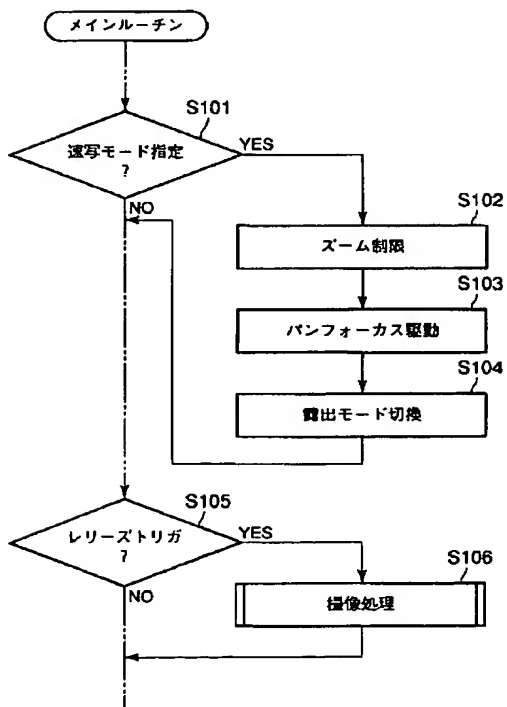 メインルーチン
S101
速写モード指定
?
YES
NO
S102
ズーム制限
S103
パンフォーカス駆動
S104
露出モード切換
S105
レリーズトリガ
?
YES
NO
S106
撮像処理